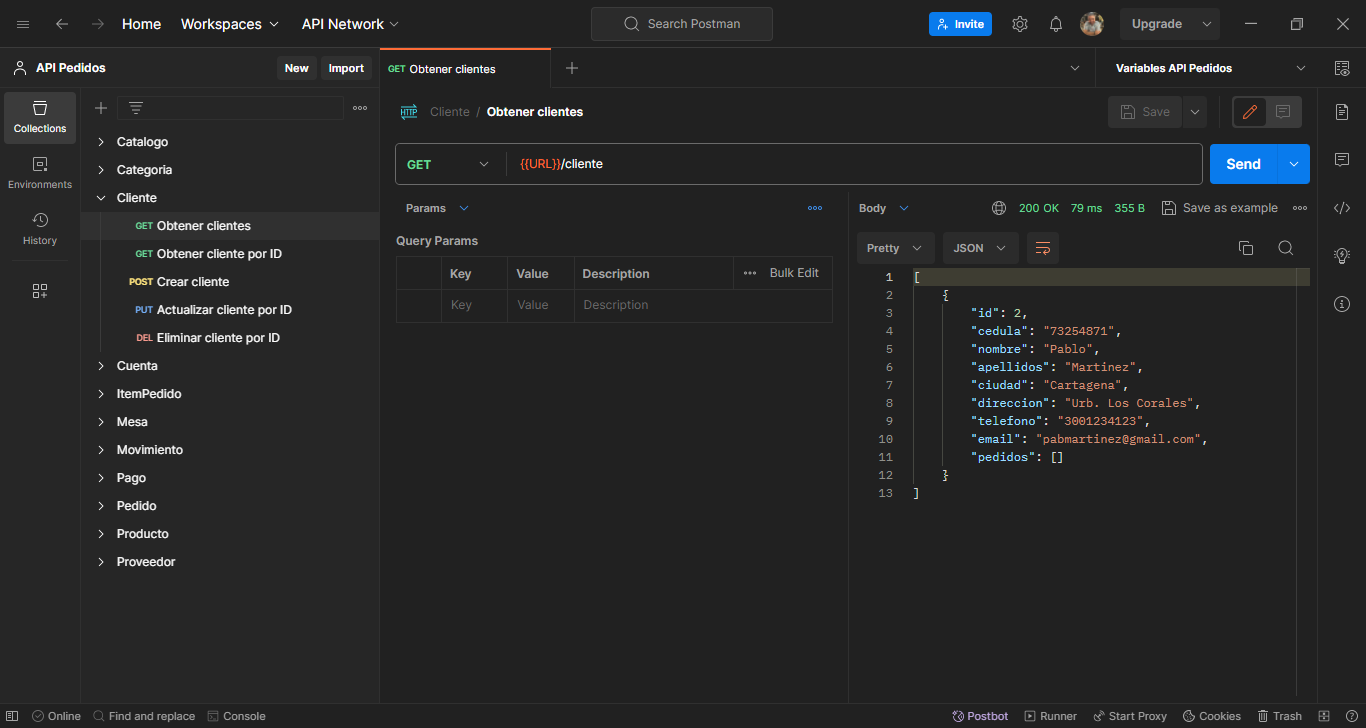 Home Workspaces API Network Search Postman Invite Upgrade
API Pedidos New Import GET Obtener clientes Variables API Pedidos
Collections
Environments
History
Catalogo
Categoria
Cliente
GET Obtener clientes
GET Obtener cliente por ID
POST Crear cliente
PUT Actualizar cliente por ID
DEL Eliminar cliente por ID
Cuenta
ItemPedido
Mesa
Movimiento
Pago
Pedido
Producto
Proveedor
HTTP Cliente / Obtener clientes Save
GET {{URL}}/cliente Send
Params
Query Params
Key Value Description Bulk Edit
Key Value Description
Body 200 OK 79 ms 355 B Save as example
Pretty JSON
1 [
2 {
3 "id": 2,
4 "cedula": "73254871",
5 "nombre": "Pablo",
6 "apellidos": "Martinez",
7 "ciudad": "Cartagena",
8 "direccion": "Urb. Los Corales",
9 "telefono": "3001234123",
10 "email": "pabmartinez@gmail.com",
11 "pedidos": []
12 }
13 ]
Online Find and replace Console Postbot Runner Start Proxy Cookies Trash